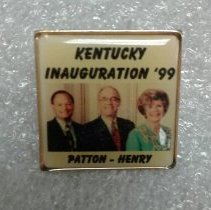 KENTUCKY
INAUGURATION '99
PATTON - HENRY